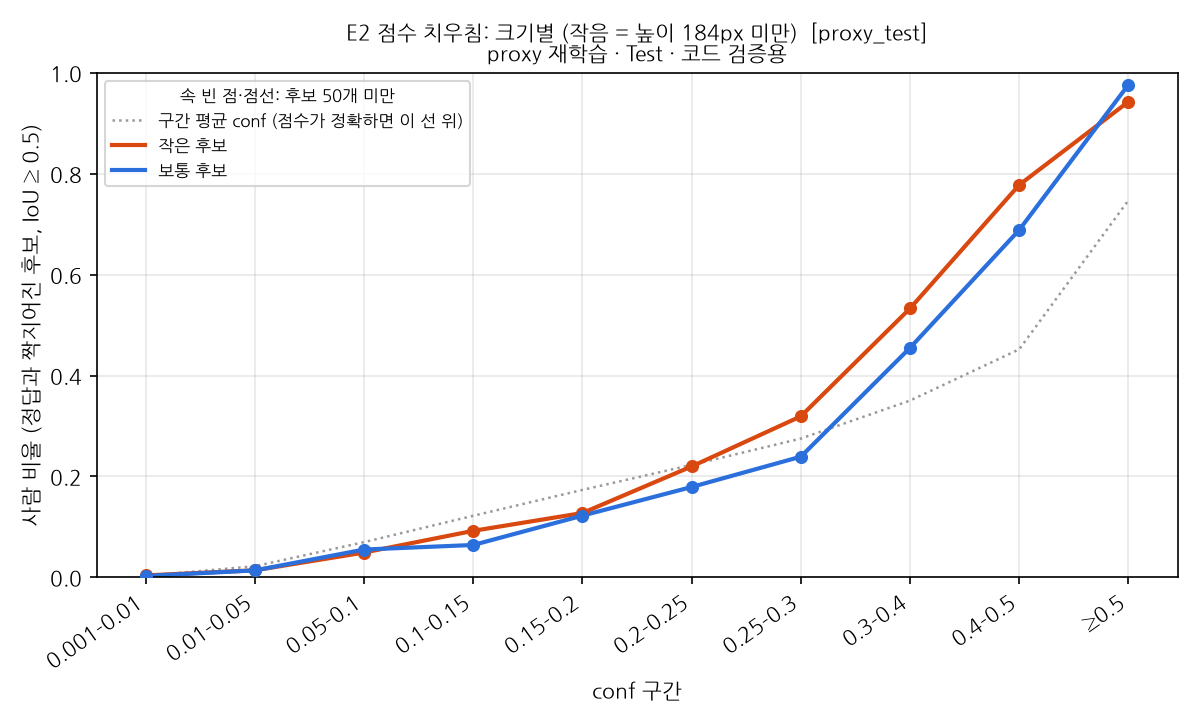 E2 점수 치우침: 크기별 (작음 = 높이 184px 미만)  [proxy_test]
proxy 재학습 · Test · 코드 검증용
속 빈 점·점선: 후보 50개 미만
구간 평균 conf (점수가 정확하면 이 선 위)
작은 후보
보통 후보
사람 비율 (정답과 짝지어진 후보, IoU ≥ 0.5)
1.0
0.8
0.6
0.4
0.2
0.0
0.001-0.01
0.01-0.05
0.05-0.1
0.1-0.15
0.15-0.2
0.2-0.25
0.25-0.3
0.3-0.4
0.4-0.5
≥0.5
conf 구간